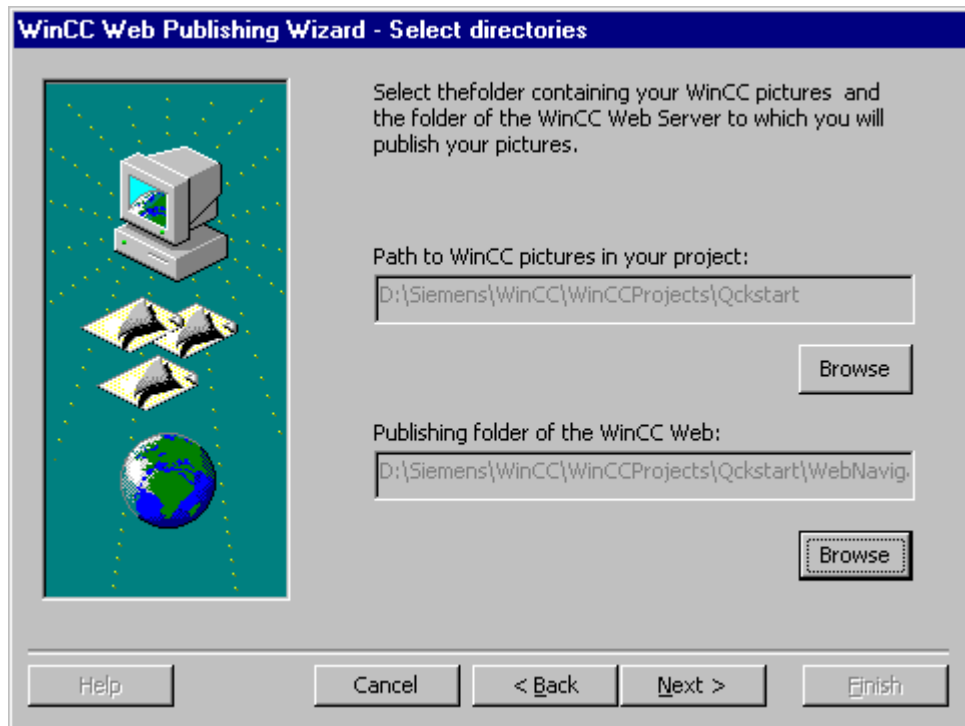 WinCC Web Publishing Wizard - Select directories
Select thefolder containing your WinCC pictures  and
the folder of the WinCC Web Server to which you will
publish your pictures.
Path to WinCC pictures in your project:
D:\Siemens\WinCC\WinCCProjects\Qckstart
Browse
Publishing folder of the WinCC Web:
D:\Siemens\WinCC\WinCCProjects\Qckstart\WebNavig
Browse
Help
Cancel
< Back
Next >
Finish